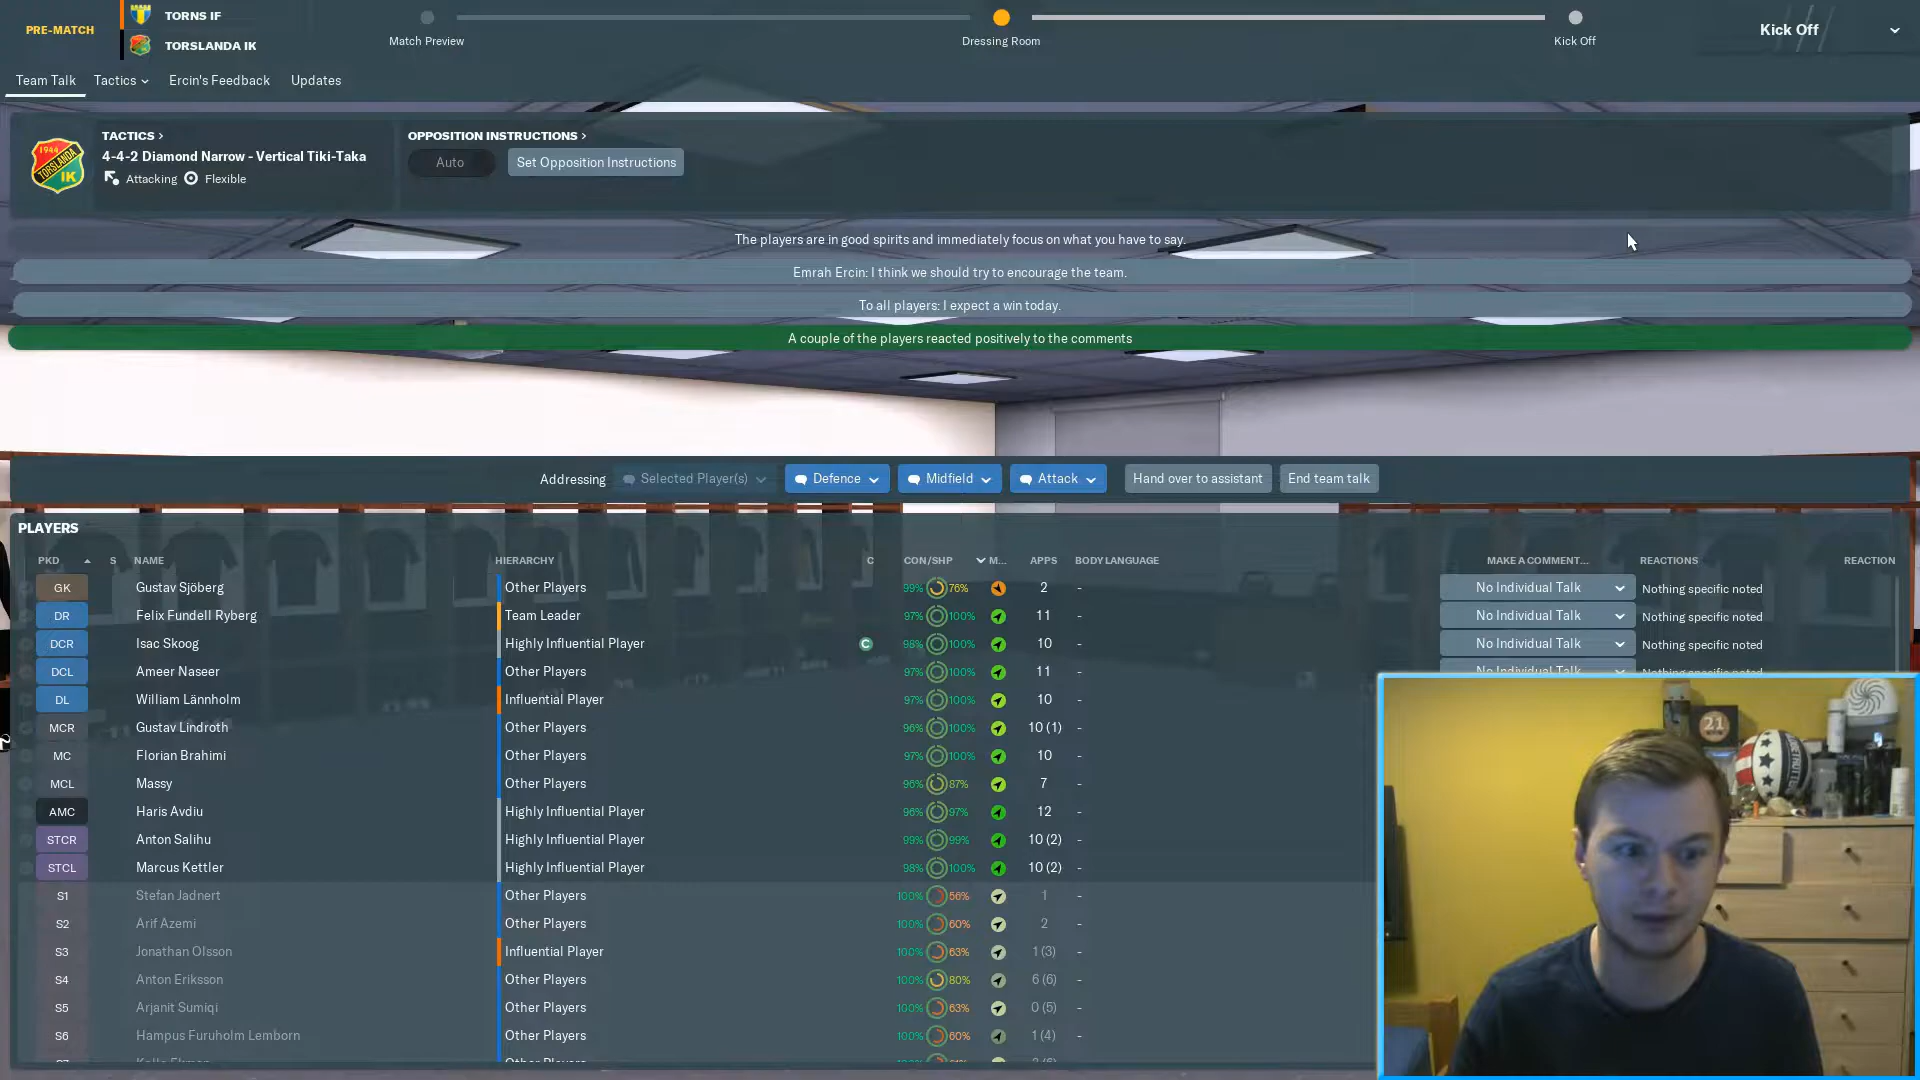 PRE-MATCH
TORNS IF
TORSLANDA IK
Match Preview
Dressing Room
Kick Off
Kick Off
Team Talk Tactics Ercin's Feedback Updates
1944
TORSLANDA
IK
TACTICS >
4-4-2 Diamond Narrow - Vertical Tiki-Taka
Attacking Flexible
OPPOSITION INSTRUCTIONS >
Auto Set Opposition Instructions
The players are in good spirits and immediately focus on what you have to say.
Emrah Ercin: I think we should try to encourage the team.
To all players: I expect a win today.
A couple of the players reacted positively to the comments
Addressing Selected Player(s) Defence Midfield Attack Hand over to assistant End team talk
PLAYERS
PKD S NAME HIERARCHY C CON/SHP M... APPS BODY LANGUAGE MAKE A COMMENT... REACTIONS REACTION
GK Gustav Sjöberg Other Players 99% 76% 2 - No Individual Talk Nothing specific noted
DR Felix Fundell Ryberg Team Leader 97% 100% 11 - No Individual Talk Nothing specific noted
DCR Isac Skoog Highly Influential Player C 98% 100% 10 - No Individual Talk Nothing specific noted
DCL Ameer Naseer Other Players 97% 100% 11 - No Individual Talk Nothing specific noted
DL William Lännholm Influential Player 97% 100% 10 -
MCR Gustav Lindroth Other Players 96% 100% 10 (1) -
MC Florian Brahimi Other Players 97% 100% 10 -
MCL Massy Other Players 96% 87% 7 -
AMC Haris Avdiu Highly Influential Player 96% 97% 12 -
STCR Anton Salihu Highly Influential Player 99% 99% 10 (2) -
STCL Marcus Kettler Highly Influential Player 98% 100% 10 (2) -
S1 Stefan Jadnert Other Players 100% 56% 1 -
S2 Arif Azemi Other Players 100% 60% 2 -
S3 Jonathan Olsson Influential Player 100% 63% 1 (3) -
S4 Anton Eriksson Other Players 100% 80% 6 (6) -
S5 Arjanit Sumiqi Other Players 100% 63% 0 (5) -
S6 Hampus Furuholm Lemborn Other Players 100% 60% 1 (4) -
21